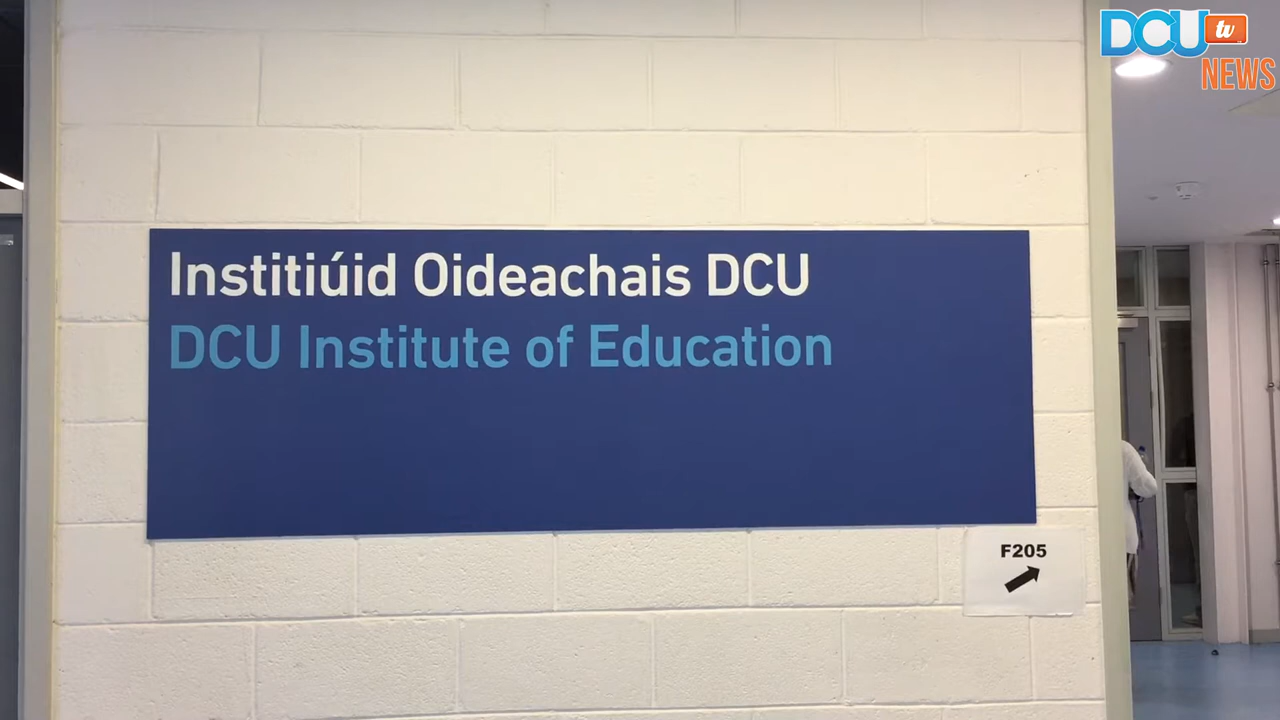 DCU tv
NEWS
Institiúid Oideachais DCU
DCU Institute of Education
F205